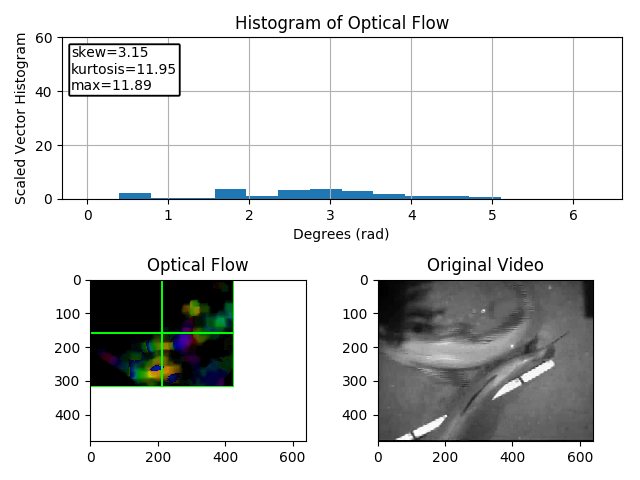 Histogram of Optical Flow
Scaled Vector Histogram
60
40
20
0
skew=3.15
kurtosis=11.95
max=11.89
0 1 2 3 4 5 6
Degrees (rad)
Optical Flow
0
100
200
300
400
0 200 400 600
Original Video
0
100
200
300
400
0 200 400 600